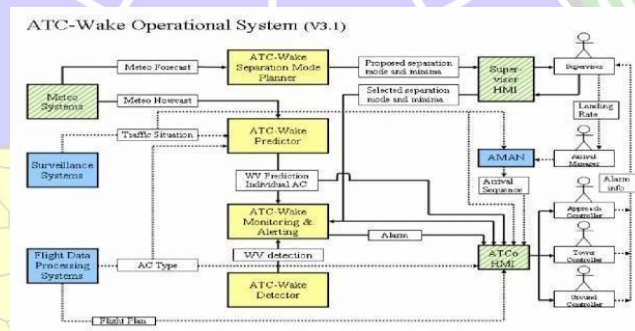 ATC-Wake Operational System (V3.1)
Meteo Forecast
ATC-Wake
Separation Mode
Planner
Proposed separation
mode and minima
Super-
visor
HMI
Supervisor
Meteo
Systems
Meteo Nowcast
Selected separation
mode and minima
Landing
Rate
Traffic Situation
ATC-Wake
Predictor
Surveillance
Systems
AMAN
Arrival
Manager
WV Prediction
Individual AC
Arrival
Sequence
Alarm
info
ATC-Wake
Monitoring &
Alerting
Approach
Controller
Alarm
Flight Data
Processing
Systems
AC Type
WV detection
ATCo
HMI
Tower
Controller
ATC-Wake
Detector
Ground
Controller
Flight Plan